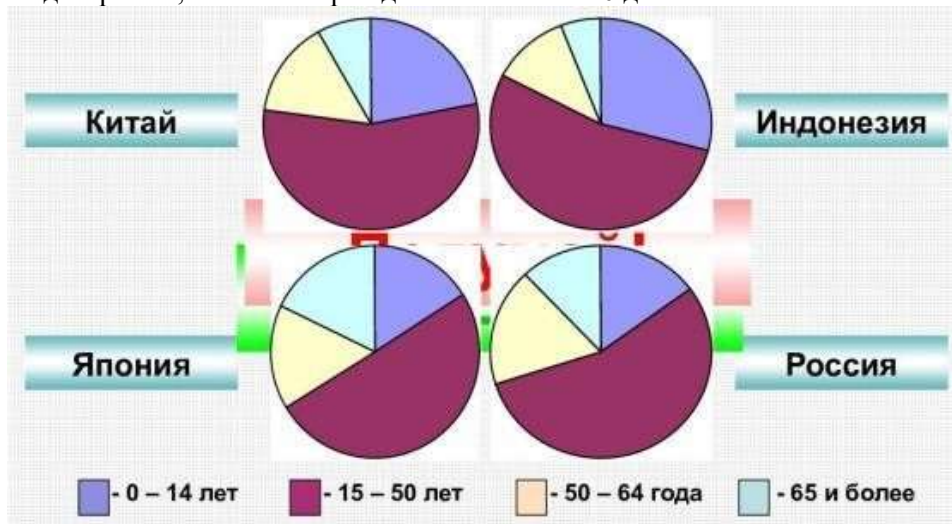 Китай
Индонезия
Япония
Россия
- 0 – 14 лет
- 15 – 50 лет
- 50 – 64 года
- 65 и более